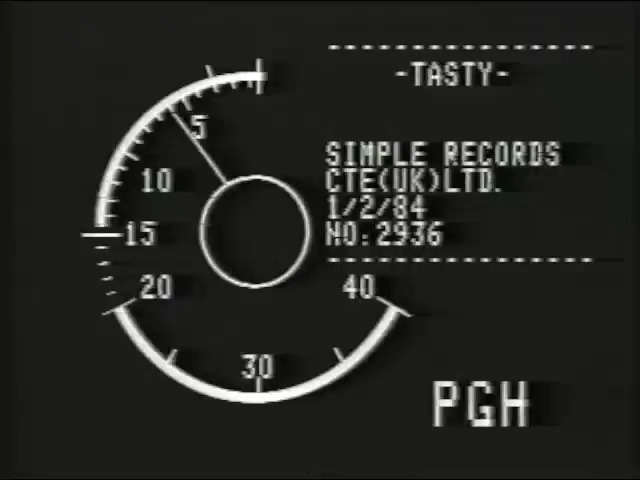 -TASTY-
SIMPLE RECORDS
CTE(UK)LTD.
1/2/84
NO:2936
5
10
15
20
30
40
PGH